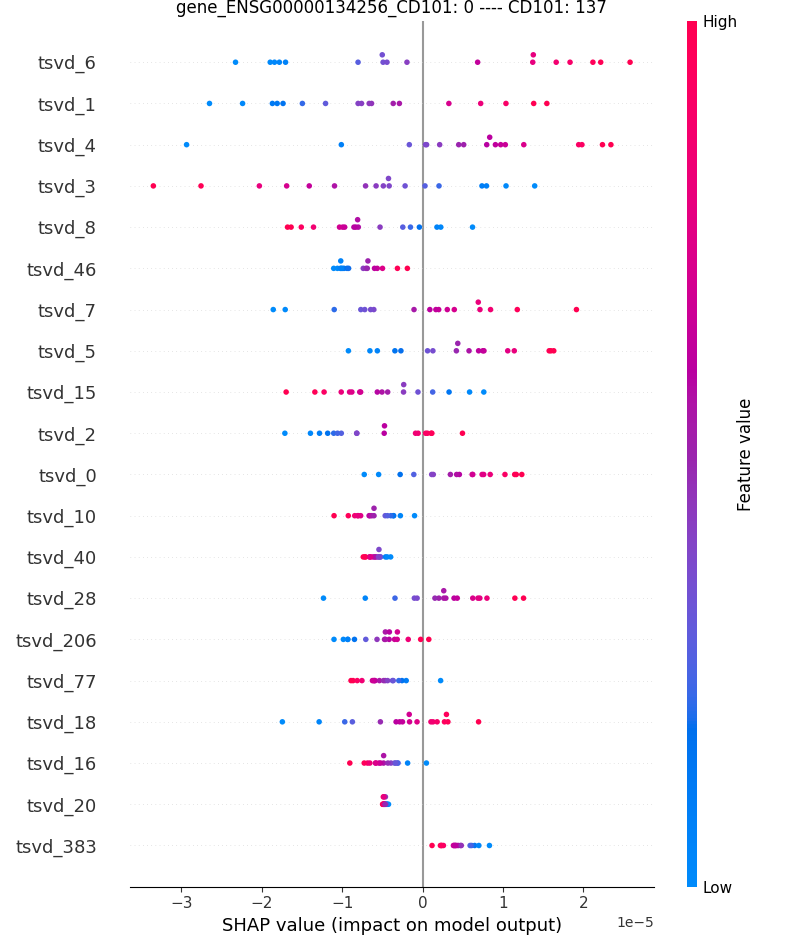 gene_ENSG00000134256_CD101: 0 ---- CD101: 137
High
tsvd_6
tsvd_1
tsvd_4
tsvd_3
tsvd_8
tsvd_46
tsvd_7
tsvd_5
tsvd_15
tsvd_2
tsvd_0
tsvd_10
tsvd_40
tsvd_28
tsvd_206
tsvd_77
tsvd_18
tsvd_16
tsvd_20
tsvd_383
Feature value
Low
−3 −2 −1 0 1 2
1e−5
SHAP value (impact on model output)